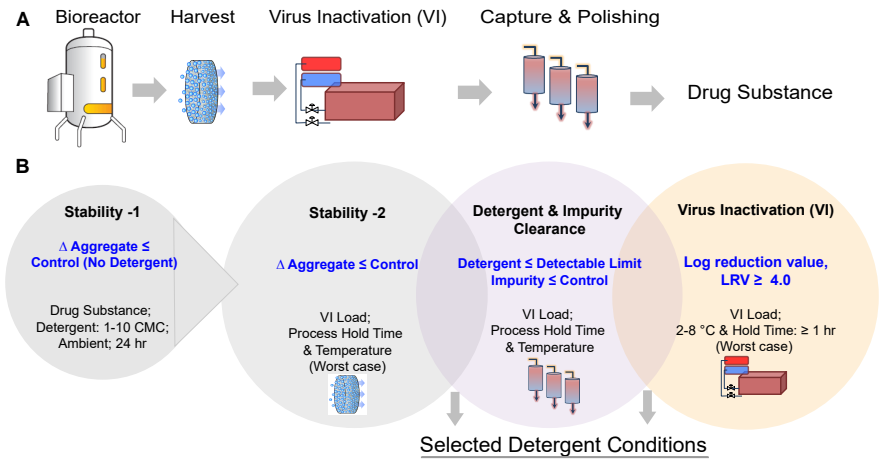 A
Bioreactor
Harvest
Virus Inactivation (VI)
Capture & Polishing
Drug Substance
B
Stability -1
Δ Aggregate ≤
Control (No Detergent)
Drug Substance;
Detergent: 1-10 CMC;
Ambient; 24 hr
Stability -2
Δ Aggregate ≤ Control
VI Load;
Process Hold Time
& Temperature
(Worst case)
Detergent & Impurity
Clearance
Detergent ≤ Detectable Limit
Impurity ≤ Control
VI Load;
Process Hold Time
& Temperature
Virus Inactivation (VI)
Log reduction value,
LRV ≥ 4.0
VI Load;
2-8 °C & Hold Time: ≥ 1 hr
(Worst case)
Selected Detergent Conditions